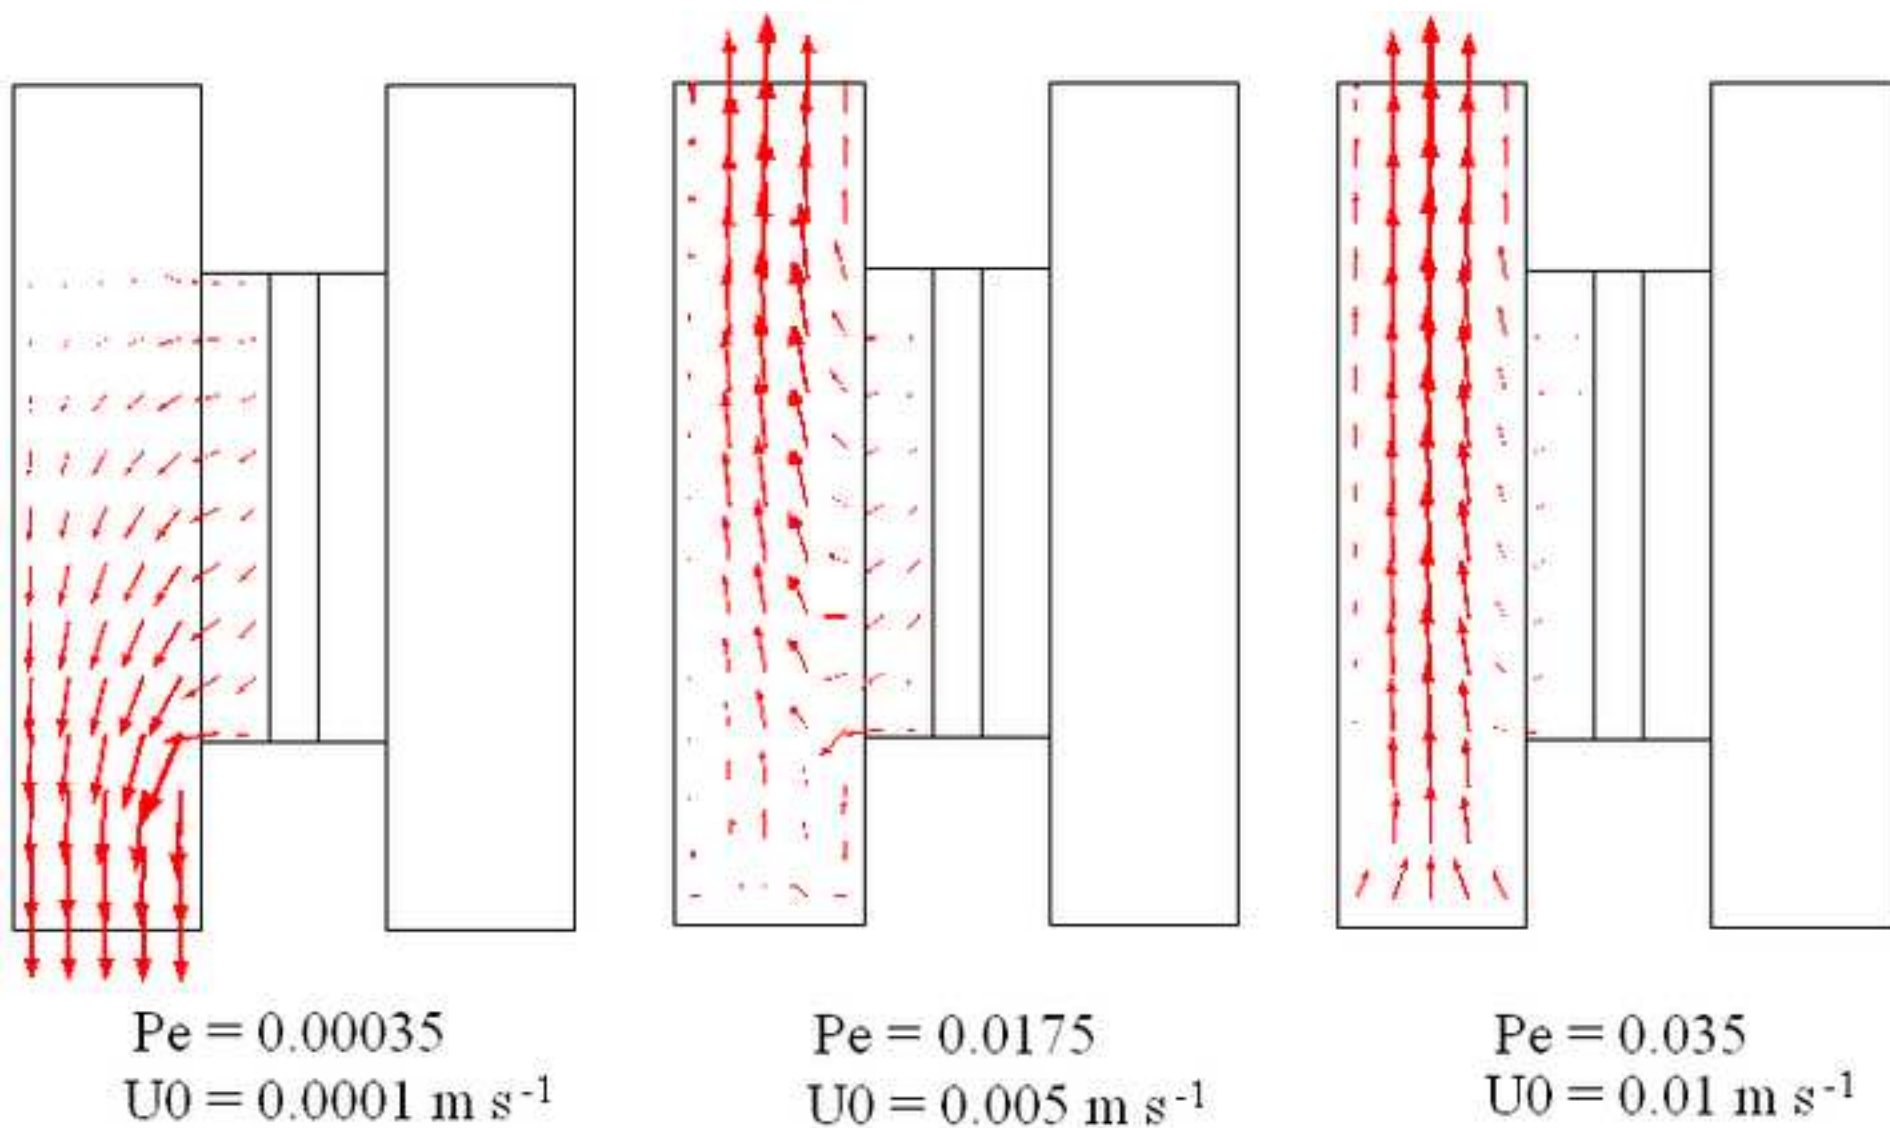 Pe = 0.00035
U0 = 0.0001 m s⁻¹
Pe = 0.0175
U0 = 0.005 m s⁻¹
Pe = 0.035
U0 = 0.01 m s⁻¹